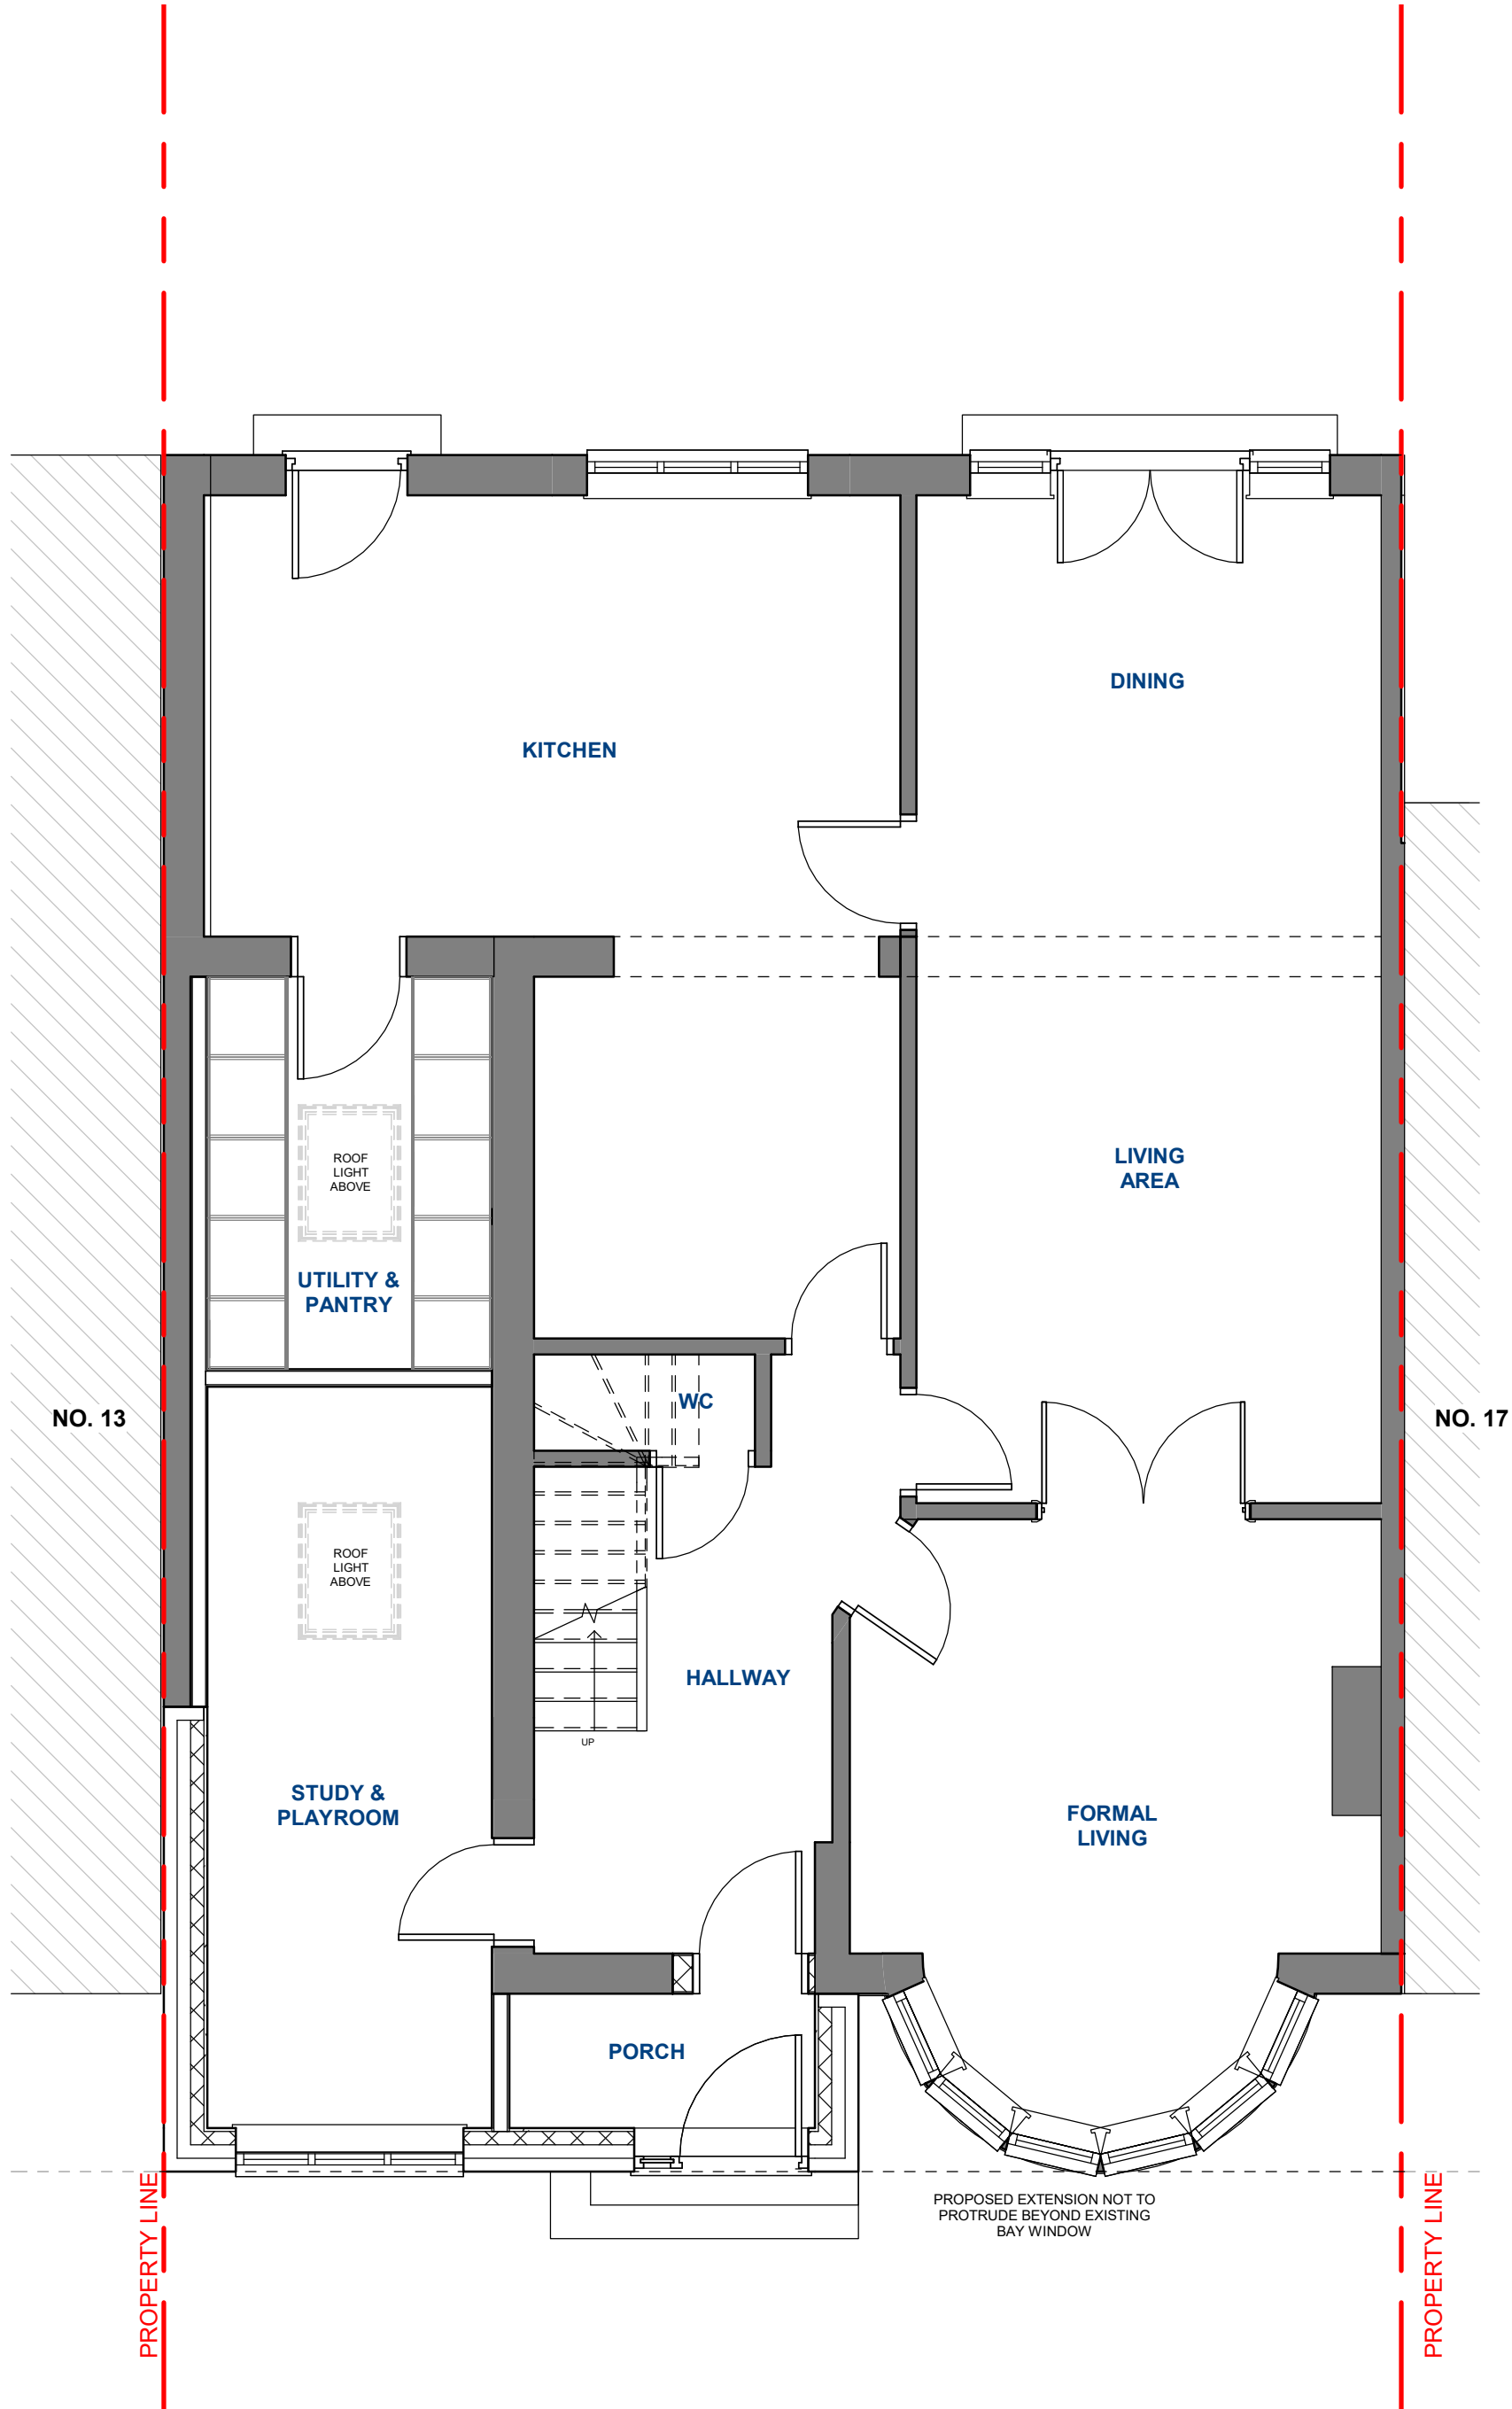 DINING
KITCHEN
ROOF
LIGHT
ABOVE
LIVING
AREA
UTILITY &
PANTRY
WC
NO. 13
NO. 17
ROOF
LIGHT
ABOVE
HALLWAY
UP
STUDY &
PLAYROOM
FORMAL
LIVING
PORCH
PROPERTY LINE
PROPOSED EXTENSION NOT TO
PROTRUDE BEYOND EXISTING
BAY WINDOW
PROPERTY LINE